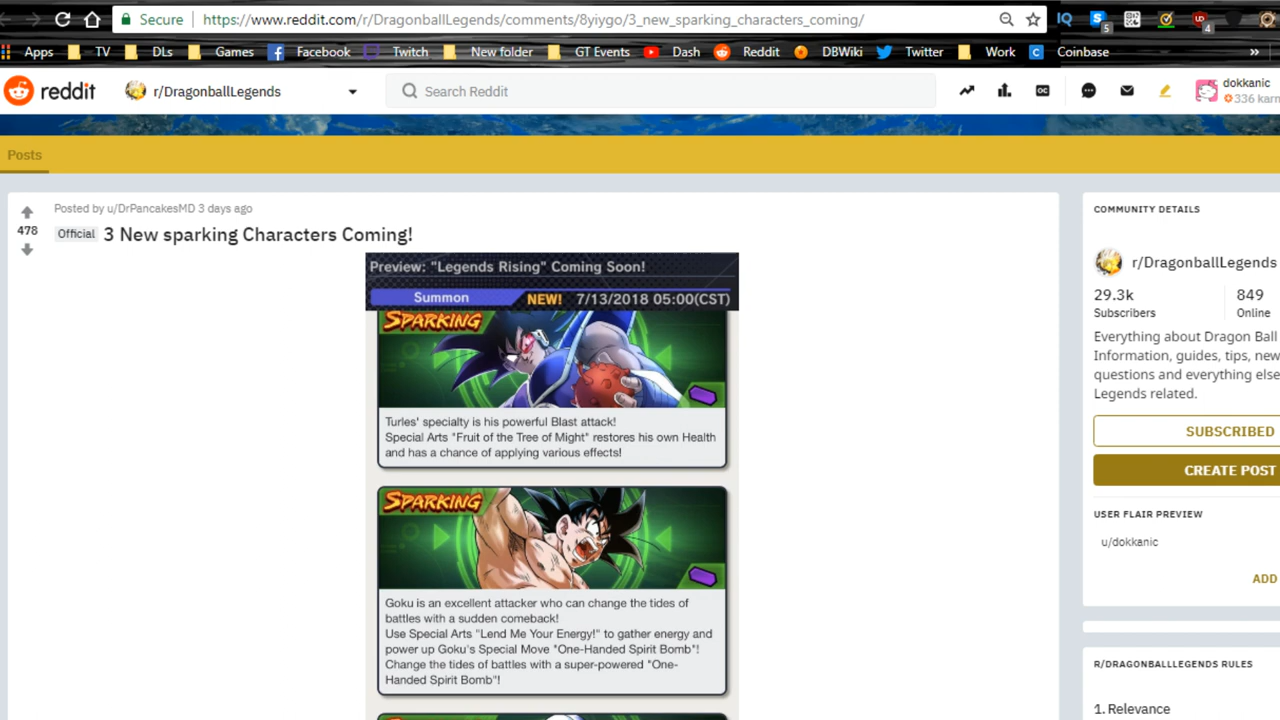 Secure https://www.reddit.com/r/DragonballLegends/comments/8yiygo/3_new_sparking_characters_coming/
IQ S 5 UD 4
Apps TV DLs Games Facebook Twitch New folder GT Events Dash Reddit DBWiki Twitter Work C Coinbase »
reddit r/DragonballLegends Search Reddit OC dokkanic
336 karm
Posts
Posted by u/DrPancakesMD 3 days ago
478
Official 3 New sparking Characters Coming!
Preview: "Legends Rising" Coming Soon!
Summon NEW! 7/13/2018 05:00(CST)
SPARKING
Turles' specialty is his powerful Blast attack!
Special Arts "Fruit of the Tree of Might" restores his own Health
and has a chance of applying various effects!
SPARKING
Goku is an excellent attacker who can change the tides of
battles with a sudden comeback!
Use Special Arts "Lend Me Your Energy!" to gather energy and
power up Goku's Special Move "One-Handed Spirit Bomb"!
Change the tides of battles with a super-powered "One-
Handed Spirit Bomb"!
SPARKING
COMMUNITY DETAILS
r/DragonballLegends
29.3k 849
Subscribers Online
Everything about Dragon Ball
Information, guides, tips, new
questions and everything else
Legends related.
SUBSCRIBED
CREATE POST
USER FLAIR PREVIEW
u/dokkanic
ADD
R/DRAGONBALLLEGENDS RULES
1. Relevance